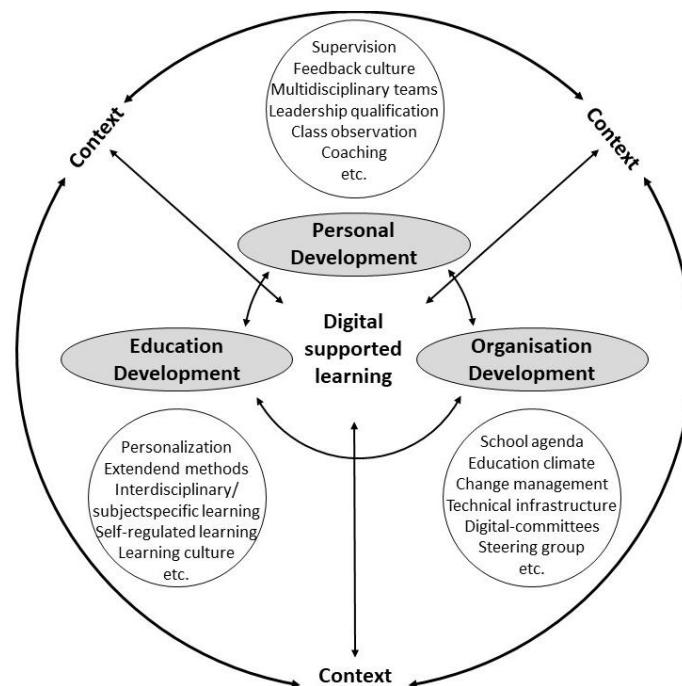 Supervision
Feedback culture
Multidisciplinary teams
Leadership qualification
Class observation
Coaching
etc.
Context
Context
Personal
Development
Digital
supported
learning
Education
Development
Organisation
Development
Personalization
Extendend methods
Interdisciplinary/
subjectspecific learning
Self-regulated learning
Learning culture
etc.
School agenda
Education climate
Change management
Technical infrastructure
Digital-committees
Steering group
etc.
Context